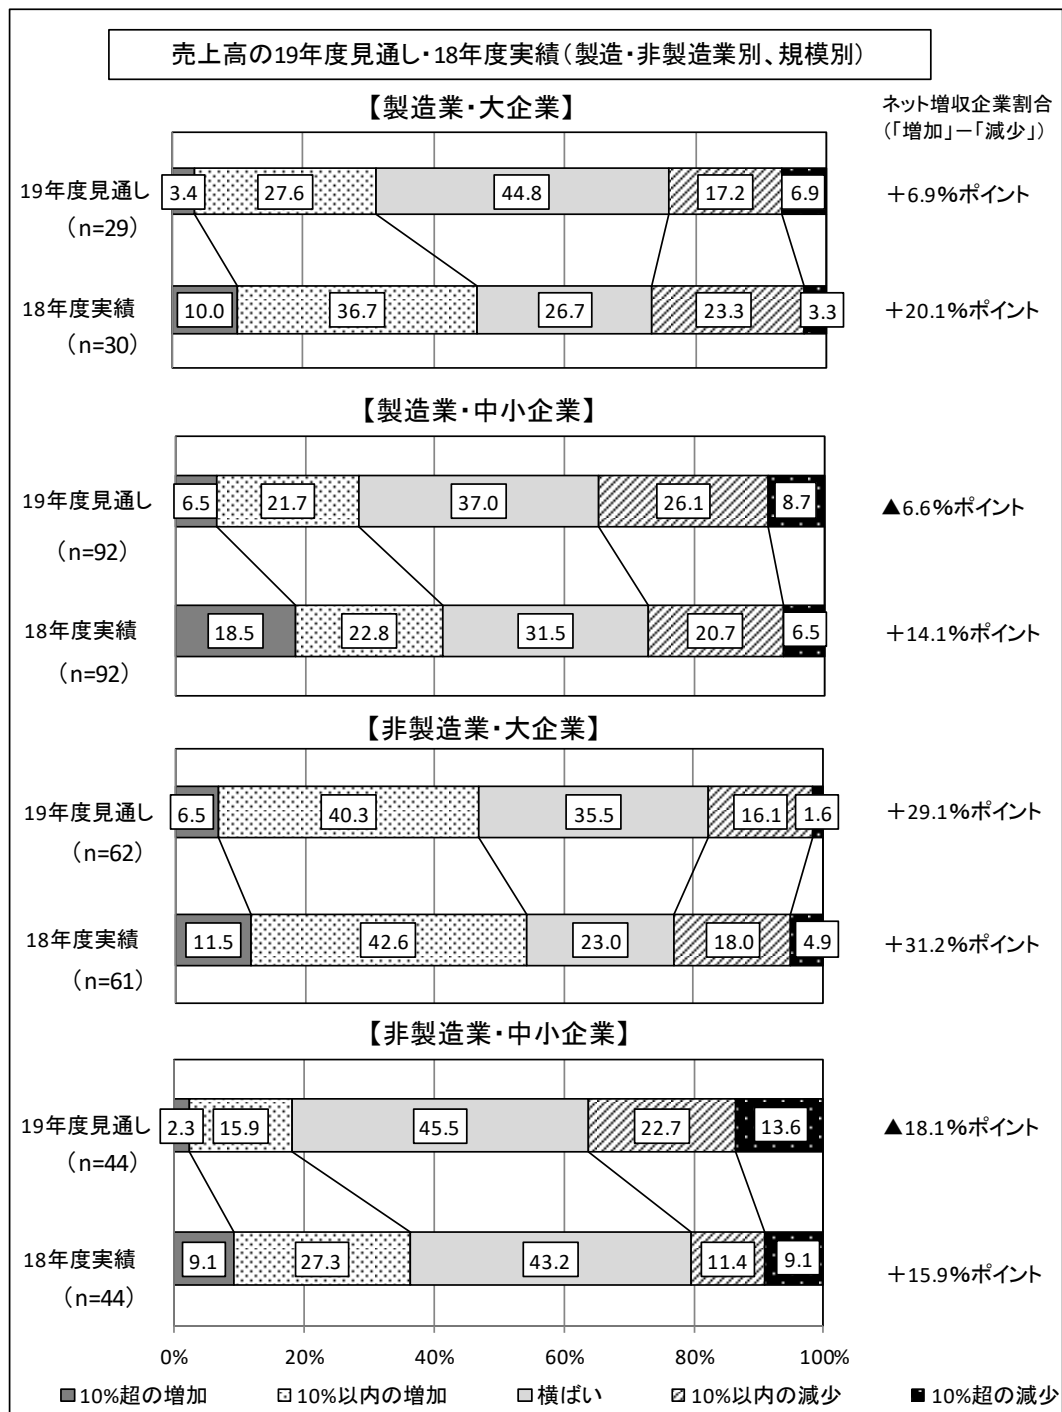 売上高の19年度見通し・18年度実績（製造・非製造業別、規模別）
【製造業・大企業】
ネット増収企業割合
（「増加」－「減少」）
19年度見通し
（n=29）
3.4 27.6 44.8 17.2 6.9
＋6.9%ポイント
18年度実績
（n=30）
10.0 36.7 26.7 23.3 3.3
＋20.1%ポイント
【製造業・中小企業】
19年度見通し
（n=92）
6.5 21.7 37.0 26.1 8.7
▲6.6%ポイント
18年度実績
（n=92）
18.5 22.8 31.5 20.7 6.5
＋14.1%ポイント
【非製造業・大企業】
19年度見通し
（n=62）
6.5 40.3 35.5 16.1 1.6
＋29.1%ポイント
18年度実績
（n=61）
11.5 42.6 23.0 18.0 4.9
＋31.2%ポイント
【非製造業・中小企業】
19年度見通し
（n=44）
2.3 15.9 45.5 22.7 13.6
▲18.1%ポイント
18年度実績
（n=44）
9.1 27.3 43.2 11.4 9.1
＋15.9%ポイント
0% 20% 40% 60% 80% 100%
10%超の増加 10%以内の増加 横ばい 10%以内の減少 10%超の減少